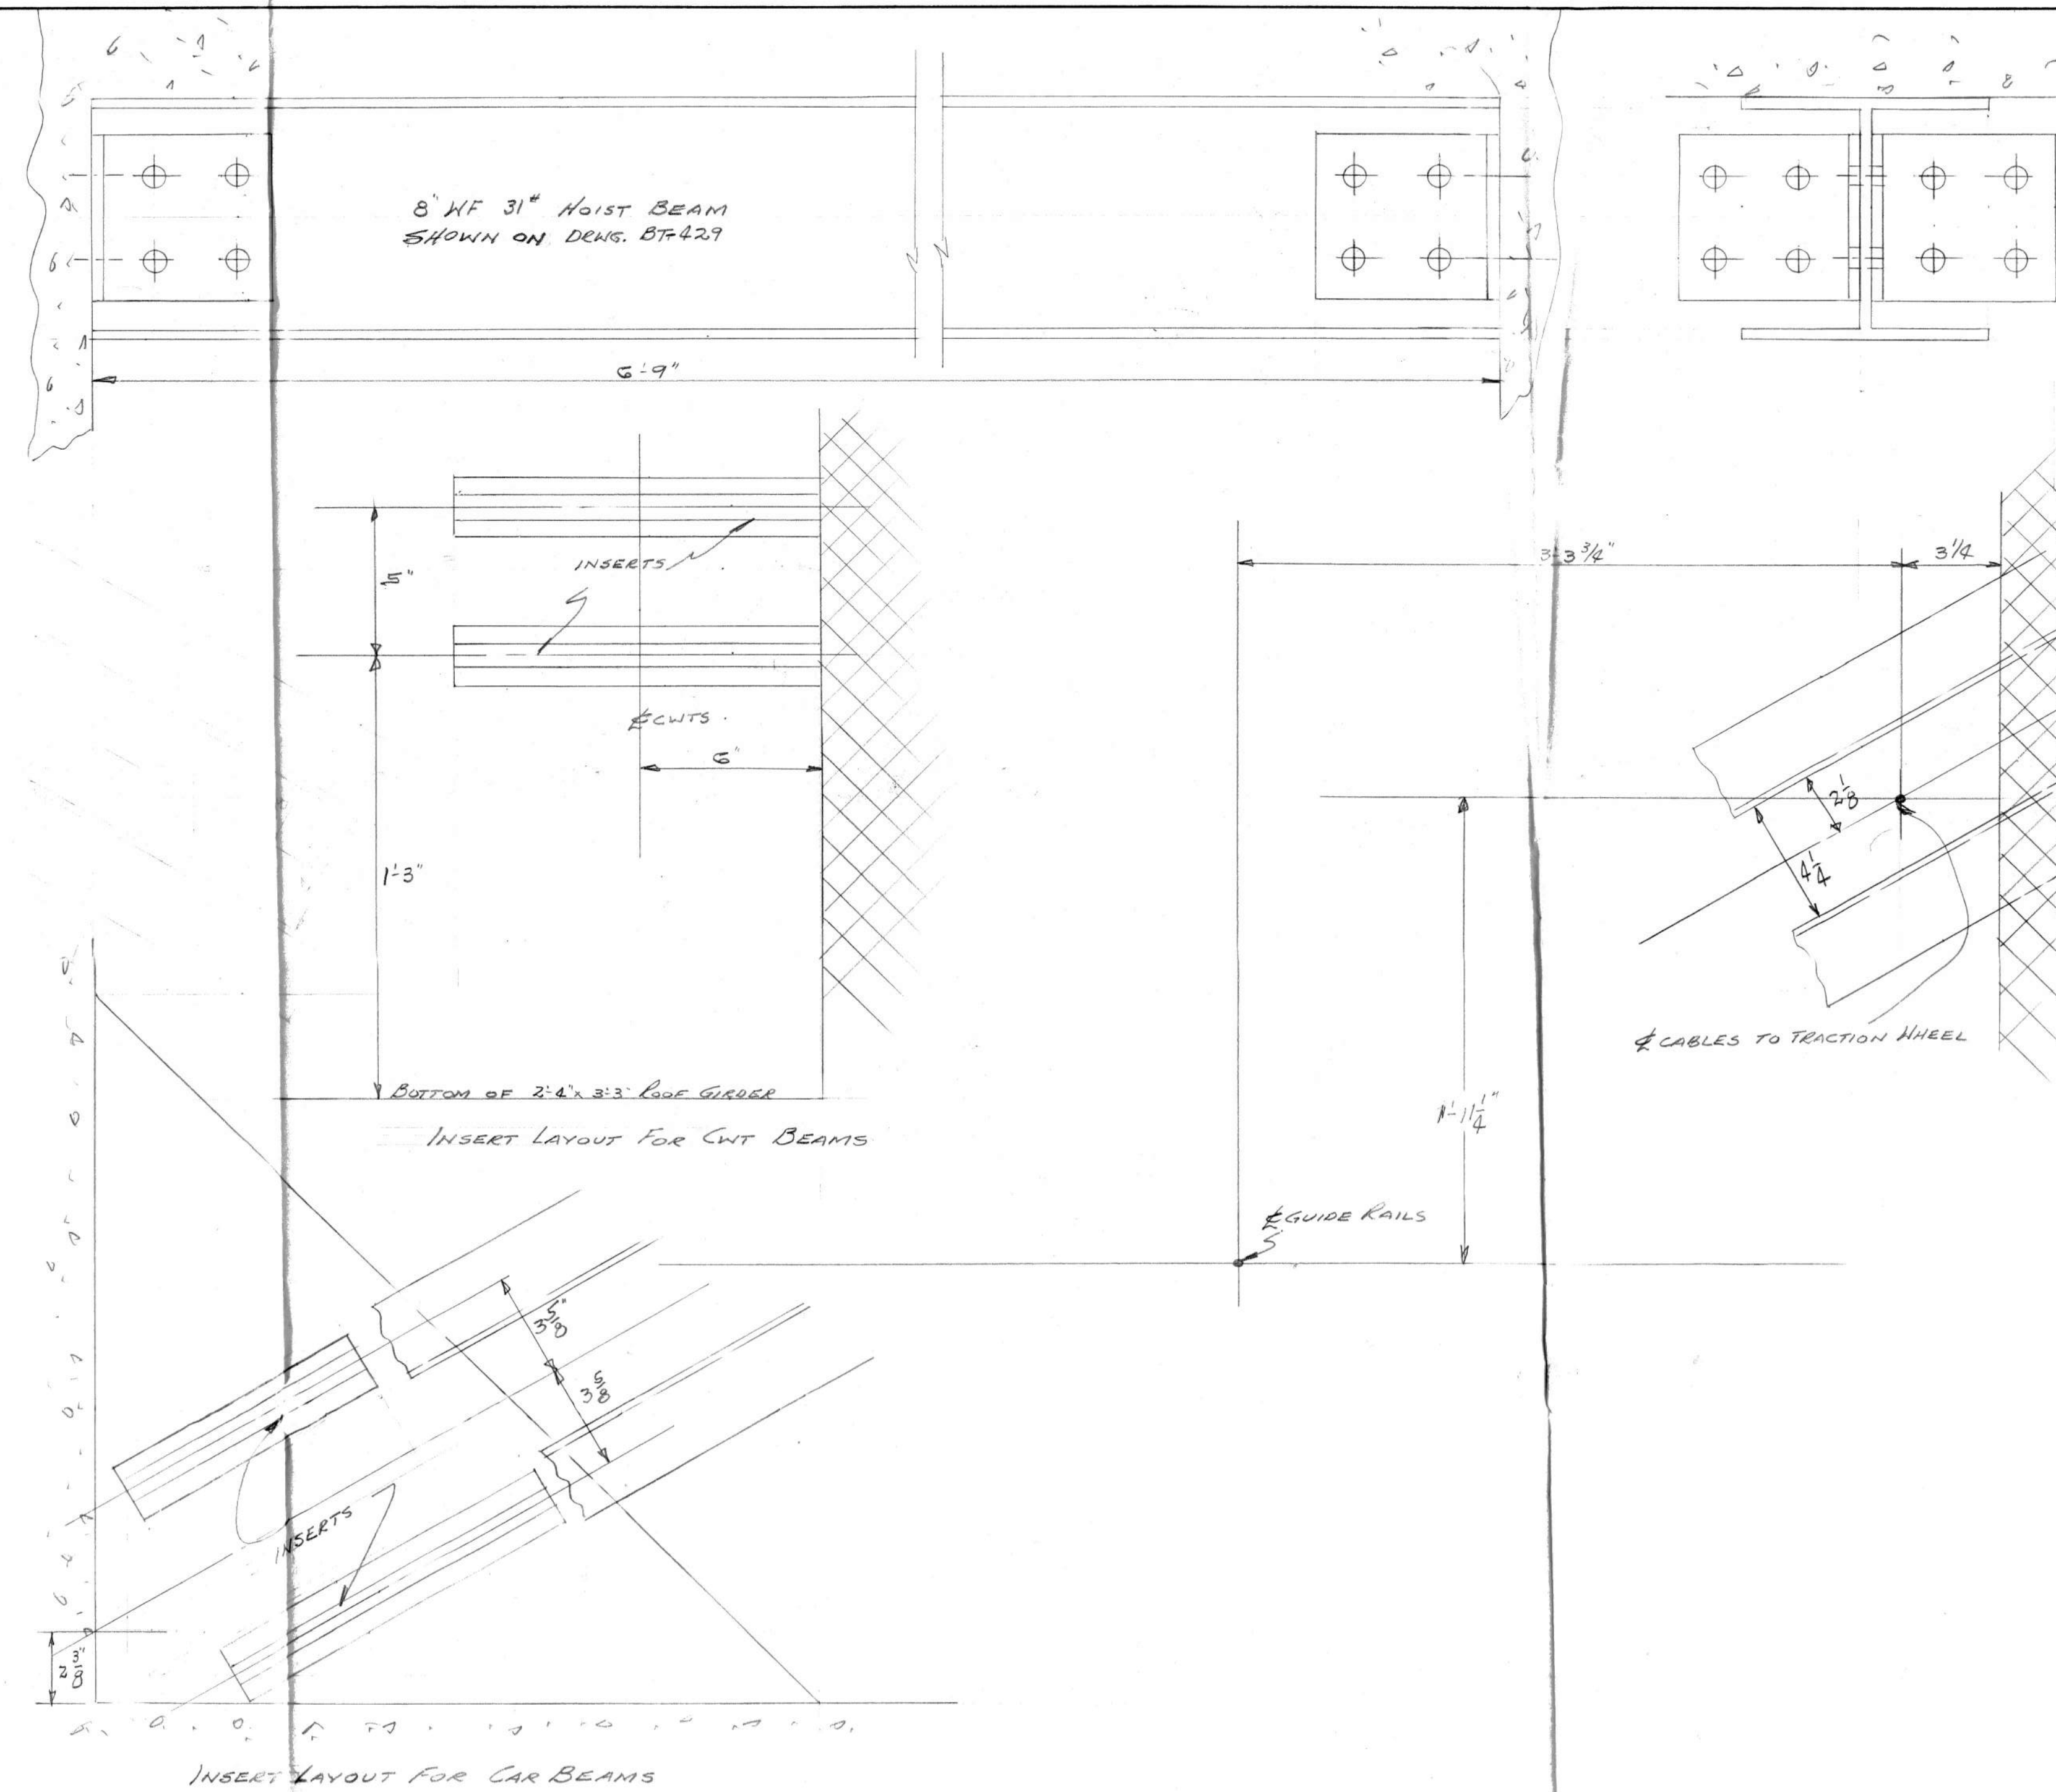 8" WF 31# HOIST BEAM
SHOWN ON DRWG. BT-429
6'-9"
INSERTS
5"
℄ CWTS.
6"
1'-3"
BOTTOM OF 2'-4" x 3'-3" ROOF GIRDER
INSERT LAYOUT FOR CWT BEAMS
3'-3 3/4"
3 1/4
2 1/8
4 1/4
℄ CABLES TO TRACTION WHEEL
1'-11 1/4"
℄ GUIDE RAILS
3 5/8"
3 5/8
INSERTS
2 3/8"
INSERT LAYOUT FOR CAR BEAMS